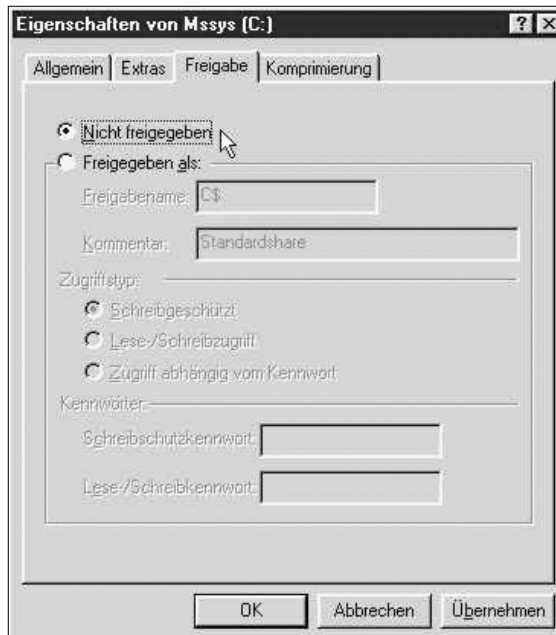 Eigenschaften von Mssys (C:)
Allgemein Extras Freigabe Komprimierung
Nicht freigegeben
Freigegeben als:
Freigabename: C$
Kommentar: Standardshare
Zugriffstyp:
Schreibgeschützt
Lese-/Schreibzugriff
Zugriff abhängig vom Kennwort
Kennwörter:
Schreibschutzkennwort:
Lese-/Schreibkennwort:
OK Abbrechen Übernehmen